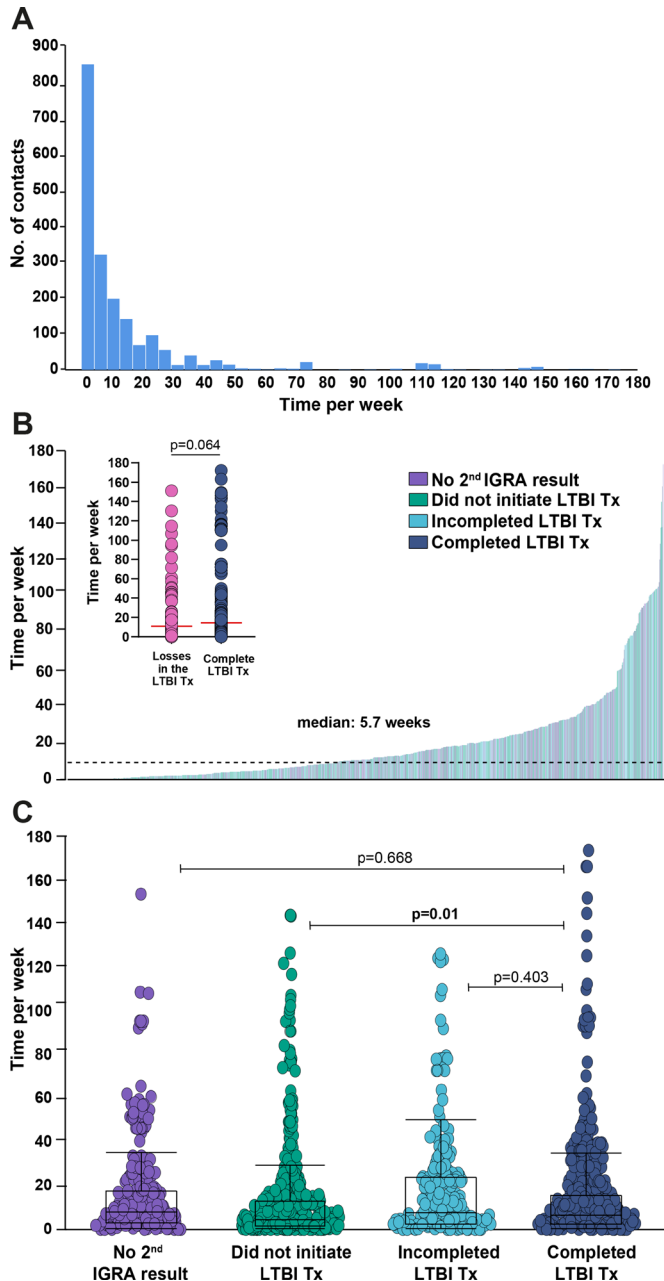 A
900
800
700
600
500
400
300
200
100
0
No. of contacts
0 10 20 30 40 50 60 70 80 90 100 110 120 130 140 150 160 170 180
Time per week
B
180
160
140
120
100
80
60
40
20
0
Time per week
p=0.064
180
160
140
120
100
80
60
40
20
0
Time per week
Losses
in the
LTBI Tx
Complete
LTBI Tx
No 2nd IGRA result
Did not initiate LTBI Tx
Incompleted LTBI Tx
Completed LTBI Tx
median: 5.7 weeks
C
180
160
140
120
100
80
60
40
20
0
Time per week
p=0.668
p=0.01
p=0.403
No 2nd
IGRA result
Did not initiate
LTBI Tx
Incompleted
LTBI Tx
Completed
LTBI Tx